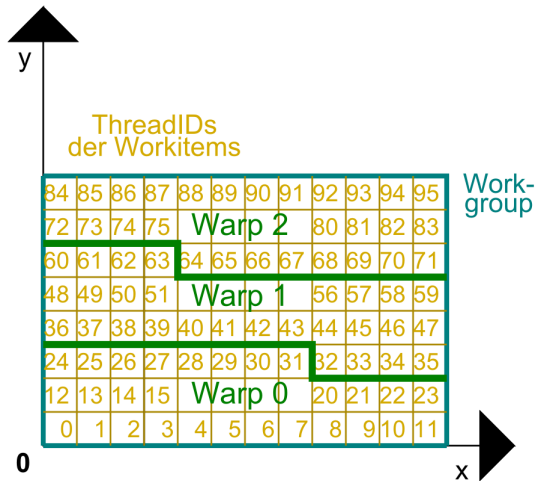 y
ThreadIDs
der Workitems
Work-
group
84 85 86 87 88 89 90 91 92 93 94 95
72 73 74 75 Warp 2 80 81 82 83
60 61 62 63 64 65 66 67 68 69 70 71
48 49 50 51 Warp 1 56 57 58 59
36 37 38 39 40 41 42 43 44 45 46 47
24 25 26 27 28 29 30 31 32 33 34 35
12 13 14 15 Warp 0 20 21 22 23
0 1 2 3 4 5 6 7 8 9 10 11
0
x